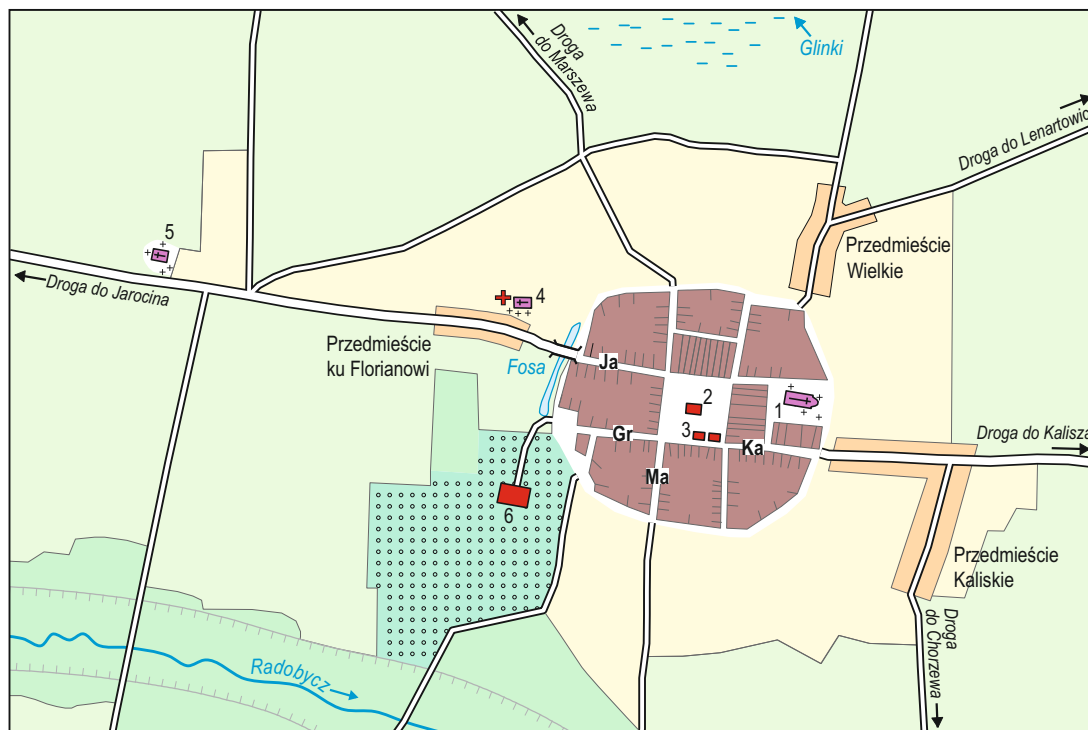 Droga
do Marszewa
Glinki
Droga do Lenartowic
5
Przedmieście
Wielkie
Droga do Jarocina
4
Przedmieście
ku Florianowi
Fosa
Ja
2
1
3
Gr
Ka
Droga do Kalisza
Ma
6
Przedmieście
Kaliskie
Droga
do Chorzewa
Radobycz